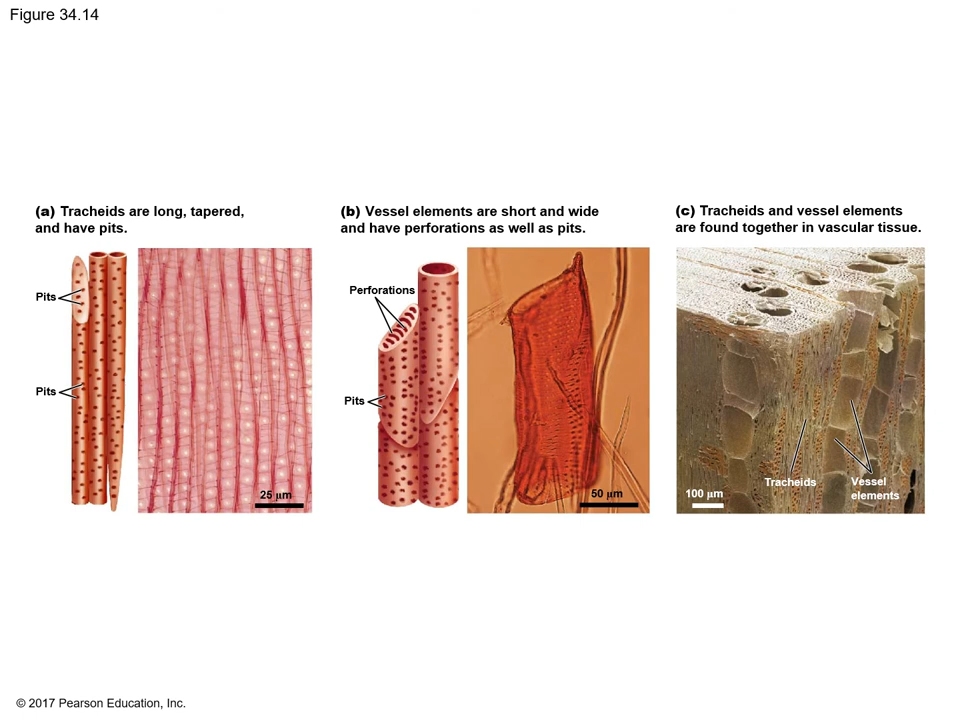 Figure 34.14
(a) Tracheids are long, tapered,
and have pits.
Pits
Pits
25 μm
(b) Vessel elements are short and wide
and have perforations as well as pits.
Perforations
Pits
50 μm
(c) Tracheids and vessel elements
are found together in vascular tissue.
Tracheids
Vessel
elements
100 μm
© 2017 Pearson Education, Inc.